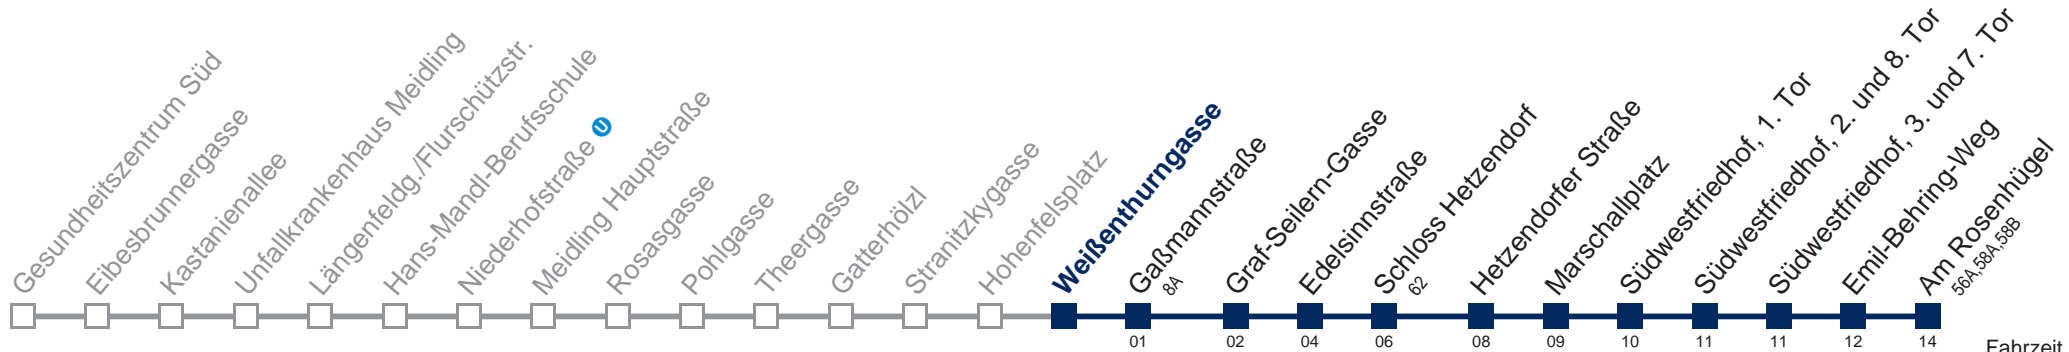 Gesundheitszentrum Süd
Eibesbrunnergasse
Kastanienallee
Unfallkrankenhaus Meidling
Längenfeldg./Flurschützstr.
Hans-Mandl-Berufsschule
Niederhofstraße U
Meidling Hauptstraße
Rosasgasse
Pohlgasse
Theergasse
Gatterhölzl
Stranitzkygasse
Hohenfelsplatz
Weißenthurngasse
Gaßmannstraße
8A
Graf-Seilern-Gasse
Edelsinnstraße
Schloss Hetzendorf
62
Hetzendorfer Straße
Marschallplatz
Südwestfriedhof, 1. Tor
Südwestfriedhof, 2. und 8. Tor
Südwestfriedhof, 3. und 7. Tor
Emil-Behring-Weg
Am Rosenhügel
56A,58A,58B
01 02 04 06 08 09 10 11 11 12 14
Fahrzeit